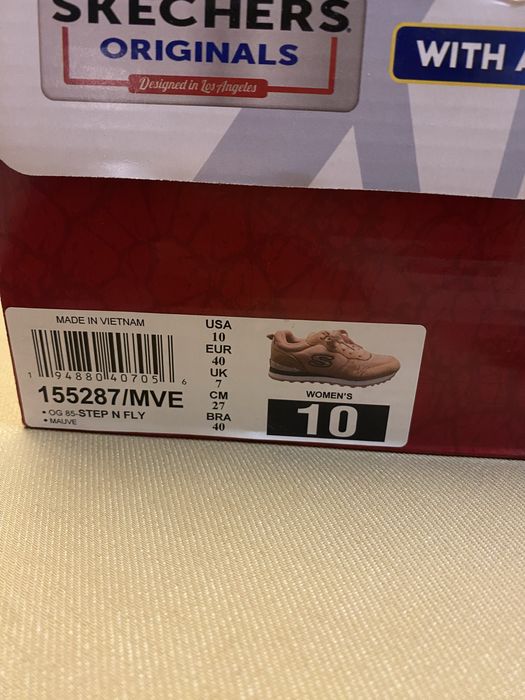 SKECHERS
ORIGINALS
Designed in Los Angeles
WITH
MADE IN VIETNAM
1 94880 40705 6
155287/MVE
• OG 85-STEP N FLY
• MAUVE
USA
10
EUR
40
UK
7
CM
27
BRA
40
S
WOMEN'S
10